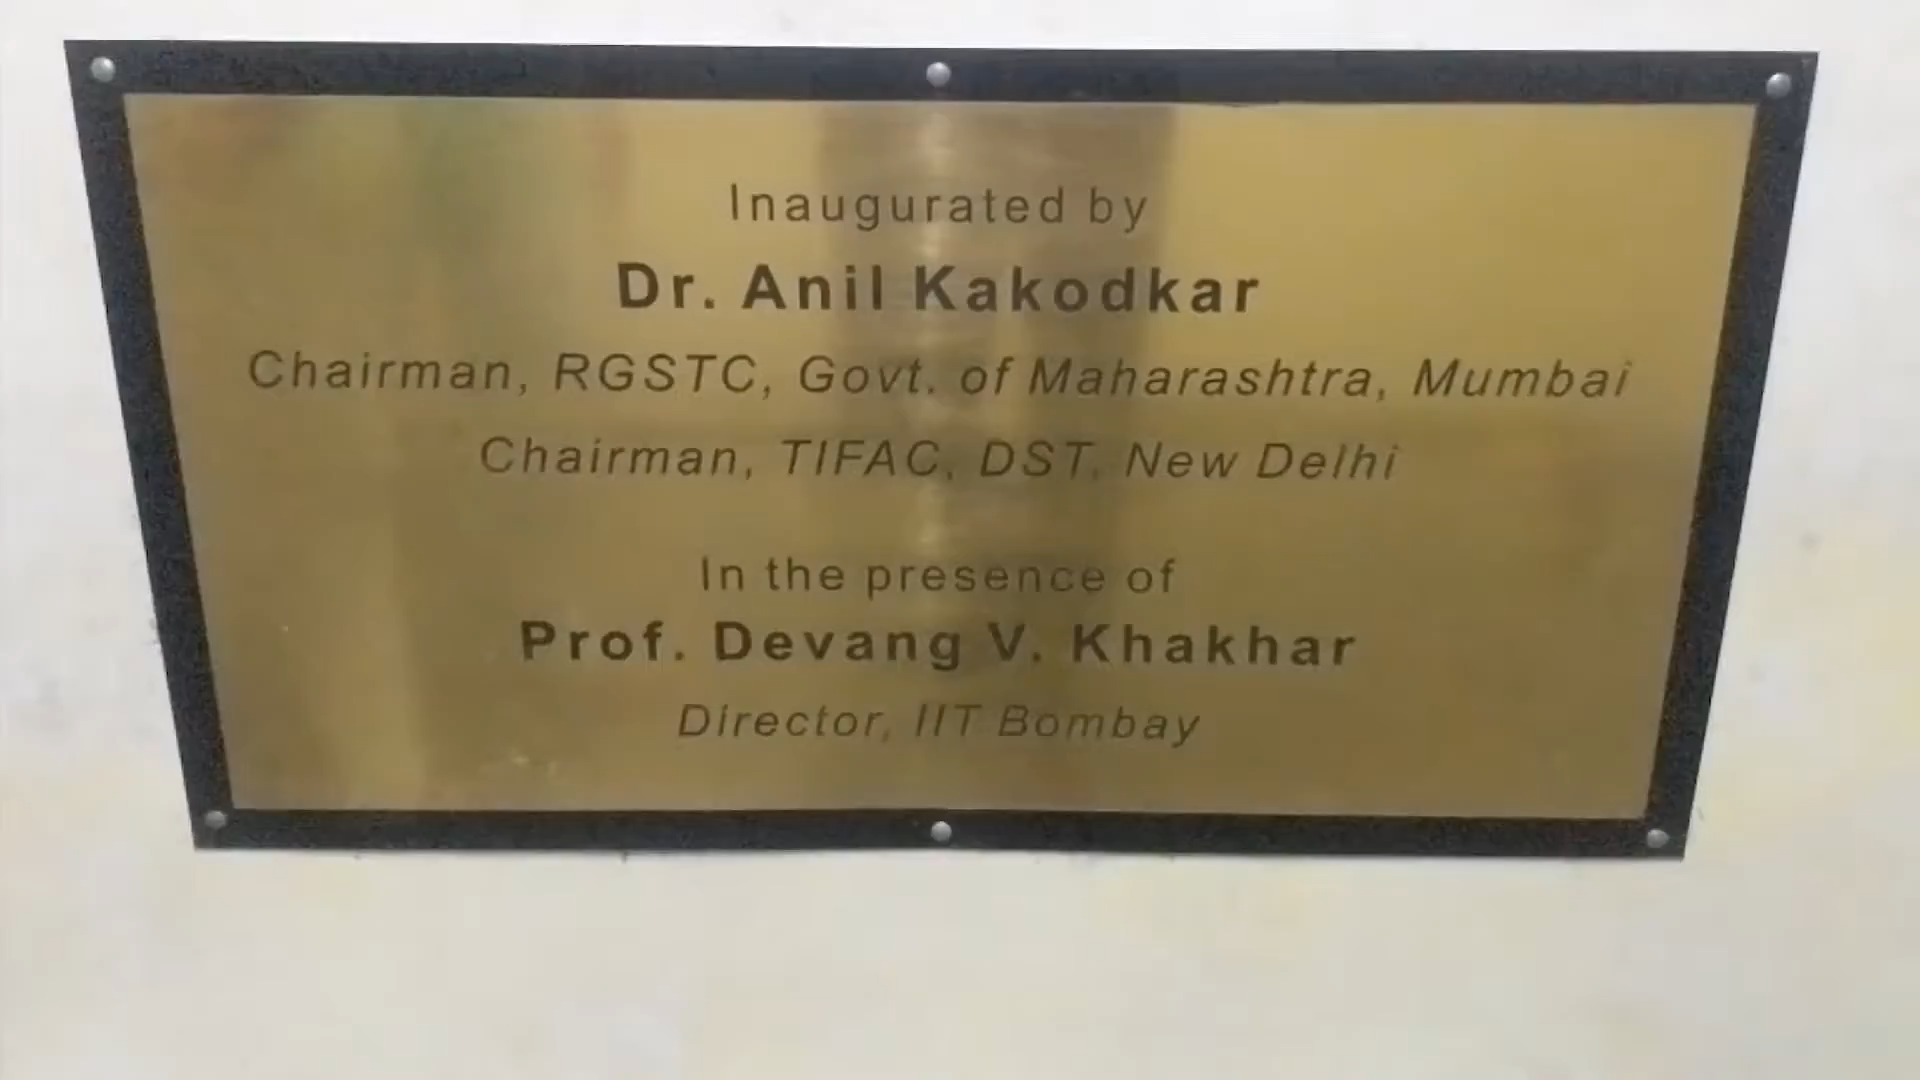 Inaugurated by
Dr. Anil Kakodkar
Chairman, RGSTC, Govt. of Maharashtra, Mumbai
Chairman, TIFAC, DST, New Delhi
In the presence of
Prof. Devang V. Khakhar
Director, IIT Bombay